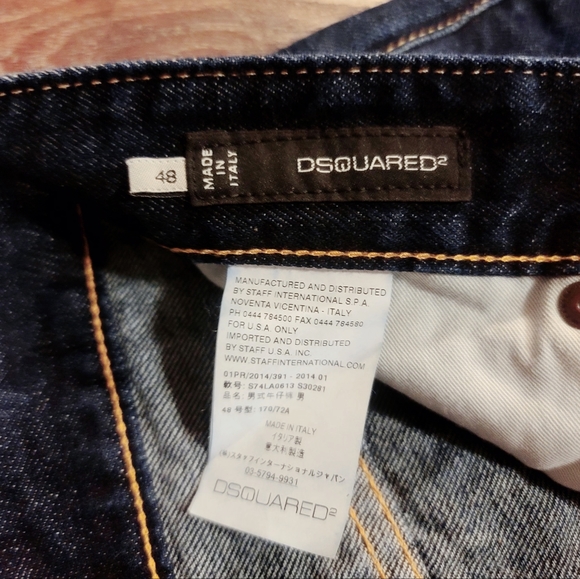 48
MADE
IN
ITALY
DSQUARED²
MANUFACTURED AND DISTRIBUTED
BY STAFF INTERNATIONAL S.P.A
NOVENTA VICENTINA - ITALY
PH 0444 784500 FAX 0444 784580
FOR U.S.A. ONLY
IMPORTED AND DISTRIBUTED
BY STAFF U.S.A. INC.
WWW.STAFFINTERNATIONAL.COM
01PR/2014/391 - 2014 01
款号: S74LA0613 S30281
品名: 男式牛仔裤 男
48 号型: 170/72A
MADE IN ITALY
イタリア製
意大利製造
(株)スタッフインターナショナルジャパン
03-5794-9931
DSQUARED²